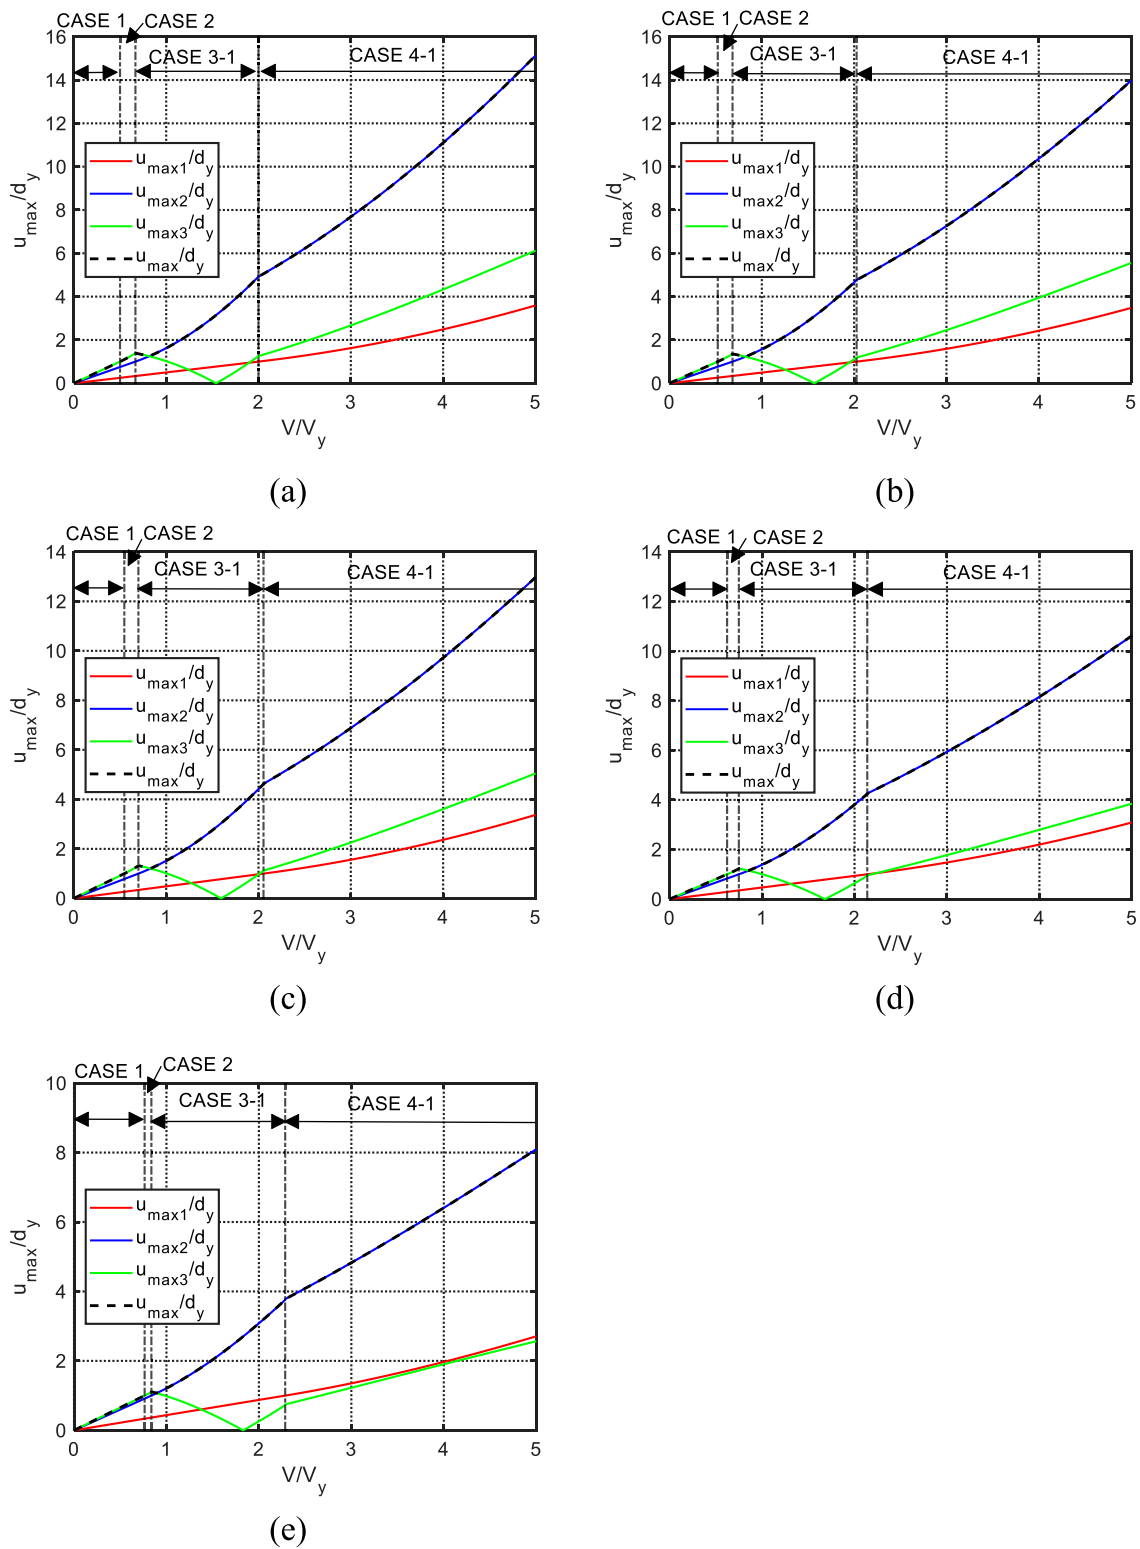 CASE 1
CASE 2
16
CASE 3-1
CASE 4-1
14
12
u_max1/d_y
10
u_max2/d_y
8
u_max3/d_y
6
u_max/d_y
4
2
0
u_max/d_y
0 1 2 3 4 5
V/V_y
(a)
CASE 1
CASE 2
16
CASE 3-1
CASE 4-1
14
12
u_max1/d_y
10
u_max2/d_y
8
u_max3/d_y
6
u_max/d_y
4
2
0
u_max/d_y
0 1 2 3 4 5
V/V_y
(b)
CASE 1
CASE 2
14
CASE 3-1
CASE 4-1
12
10
u_max1/d_y
8
u_max2/d_y
6
u_max3/d_y
u_max/d_y
4
2
0
u_max/d_y
0 1 2 3 4 5
V/V_y
(c)
CASE 1
CASE 2
14
CASE 3-1
CASE 4-1
12
10
u_max1/d_y
8
u_max2/d_y
6
u_max3/d_y
u_max/d_y
4
2
0
u_max/d_y
0 1 2 3 4 5
V/V_y
(d)
CASE 1
CASE 2
10
CASE 3-1
CASE 4-1
8
u_max1/d_y
6
u_max2/d_y
u_max3/d_y
4
u_max/d_y
2
0
u_max/d_y
0 1 2 3 4 5
V/V_y
(e)